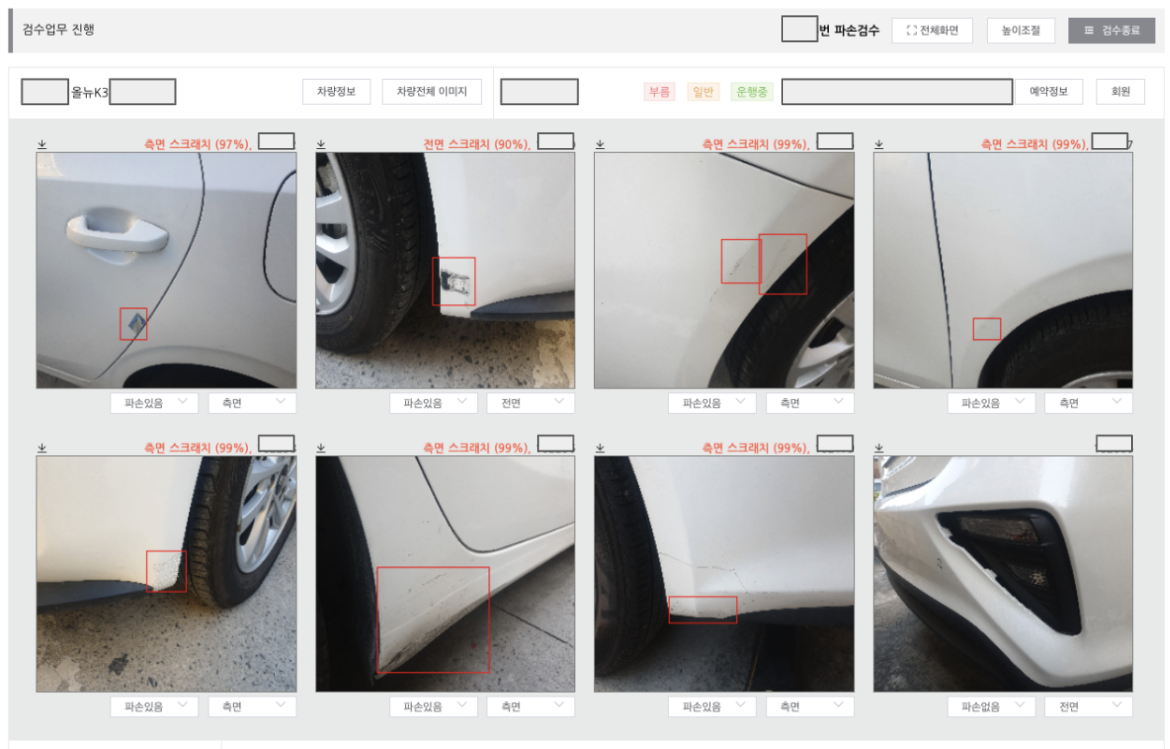 검수업무 진행
번 파손검수
전체화면
높이조절
검수종료
올뉴K3
차량정보
차량전체 이미지
부름
일반
운행중
예약정보
회원
측면 스크래치 (97%),
전면 스크래치 (90%),
측면 스크래치 (99%),
측면 스크래치 (99%),
파손있음
측면
파손있음
전면
파손있음
측면
파손있음
측면
측면 스크래치 (99%),
측면 스크래치 (99%),
측면 스크래치 (99%),
파손있음
측면
파손있음
측면
파손있음
측면
파손없음
전면